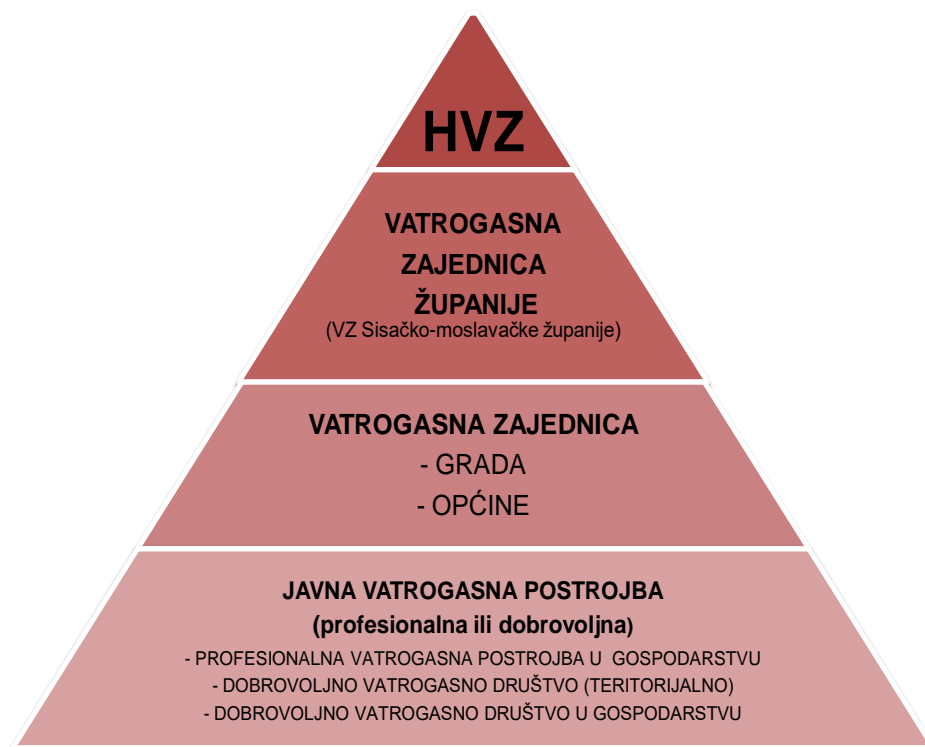 HVZ
VATROGASNA
ZAJEDNICA
ŽUPANIJE
(VZ Sisačko-moslavačke županije)
VATROGASNA ZAJEDNICA
- GRADA
- OPĆINE
JAVNA VATROGASNA POSTROJBA
(profesionalna ili dobrovoljna)
- PROFESIONALNA VATROGASNA POSTROJBA U GOSPODARSTVU
- DOBROVOLJNO VATROGASNO DRUŠTVO (TERITORIJALNO)
- DOBROVOLJNO VATROGASNO DRUŠTVO U GOSPODARSTVU